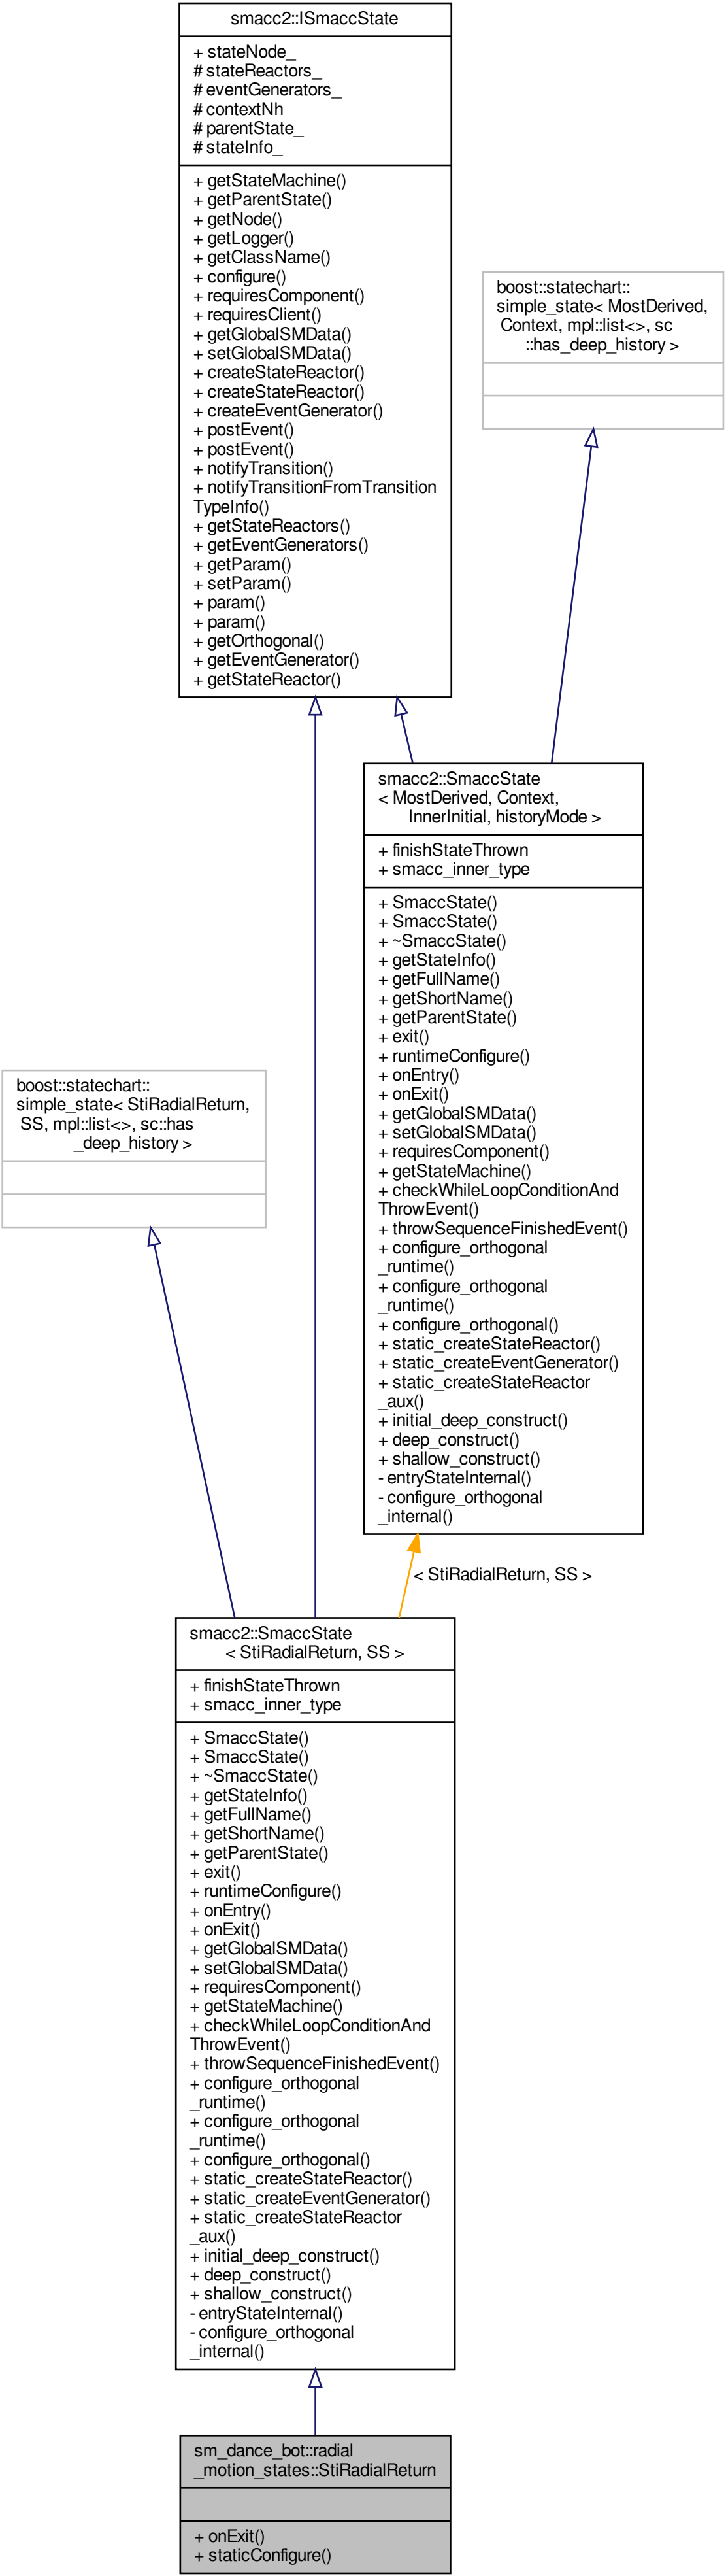 smacc2::ISmaccState
+ stateNode_
# stateReactors_
# eventGenerators_
# contextNh
# parentState_
# stateInfo_
+ getStateMachine()
+ getParentState()
+ getNode()
+ getLogger()
+ getClassName()
+ configure()
+ requiresComponent()
+ requiresClient()
+ getGlobalSMData()
+ setGlobalSMData()
+ createStateReactor()
+ createStateReactor()
+ createEventGenerator()
+ postEvent()
+ postEvent()
+ notifyTransition()
+ notifyTransitionFromTransition
TypeInfo()
+ getStateReactors()
+ getEventGenerators()
+ getParam()
+ setParam()
+ param()
+ param()
+ getOrthogonal()
+ getEventGenerator()
+ getStateReactor()
boost::statechart::
simple_state< MostDerived,
Context, mpl::list<>, sc
::has_deep_history >
smacc2::SmaccState
< MostDerived, Context,
InnerInitial, historyMode >
+ finishStateThrown
+ smacc_inner_type
+ SmaccState()
+ SmaccState()
+ ~SmaccState()
+ getStateInfo()
+ getFullName()
+ getShortName()
+ getParentState()
+ exit()
+ runtimeConfigure()
+ onEntry()
+ onExit()
+ getGlobalSMData()
+ setGlobalSMData()
+ requiresComponent()
+ getStateMachine()
+ checkWhileLoopConditionAnd
ThrowEvent()
+ throwSequenceFinishedEvent()
+ configure_orthogonal
_runtime()
+ configure_orthogonal
_runtime()
+ configure_orthogonal()
+ static_createStateReactor()
+ static_createEventGenerator()
+ static_createStateReactor
_aux()
+ initial_deep_construct()
+ deep_construct()
+ shallow_construct()
- entryStateInternal()
- configure_orthogonal
_internal()
boost::statechart::
simple_state< StiRadialReturn,
SS, mpl::list<>, sc::has
_deep_history >
< StiRadialReturn, SS >
smacc2::SmaccState
< StiRadialReturn, SS >
+ finishStateThrown
+ smacc_inner_type
+ SmaccState()
+ SmaccState()
+ ~SmaccState()
+ getStateInfo()
+ getFullName()
+ getShortName()
+ getParentState()
+ exit()
+ runtimeConfigure()
+ onEntry()
+ onExit()
+ getGlobalSMData()
+ setGlobalSMData()
+ requiresComponent()
+ getStateMachine()
+ checkWhileLoopConditionAnd
ThrowEvent()
+ throwSequenceFinishedEvent()
+ configure_orthogonal
_runtime()
+ configure_orthogonal
_runtime()
+ configure_orthogonal()
+ static_createStateReactor()
+ static_createEventGenerator()
+ static_createStateReactor
_aux()
+ initial_deep_construct()
+ deep_construct()
+ shallow_construct()
- entryStateInternal()
- configure_orthogonal
_internal()
sm_dance_bot::radial
_motion_states::StiRadialReturn
+ onExit()
+ staticConfigure()